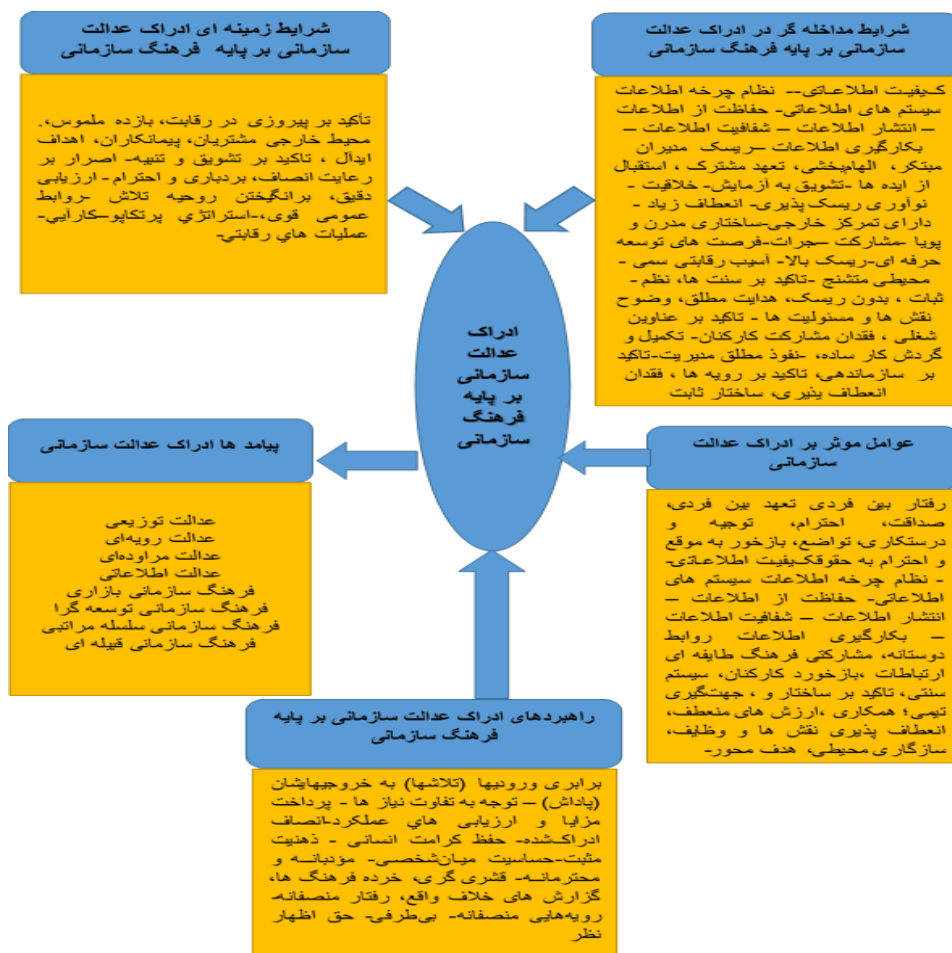 شرایط مداخله گر در ادراک عدالت
سازمانی بر پایه فرهنگ سازمانی
کیفیت اطلاعاتی-- نظام چرخه اطلاعات
سیستم های اطلاعاتی- حفاظت از اطلاعات
– انتشار اطلاعات – شفافیت اطلاعات –
بکارگیری اطلاعات –ریسک مدیران
مبتکر، الهام‌بخشی، تعهد مشترک ، استقبال
از ایده ها -تشویق به آزمایش- خلاقیت -
نوآوری ریسک پذیری- انعطاف زیاد -
دارای تمرکز خارجی-ساختاری مدرن و
پویا -مشارکت –جرات-فرصت های توسعه
حرفه ای-ریسک بالا- آسیب رقابتی سمی -
محیطی متشنج -تاکید بر سنت ها، نظم -
ثبات ، بدون ریسک، هدایت مطلق، وضوح
نقش ها و مسئولیت ها - تاکید بر عناوین
شغلی ، فقدان مشارکت کارکنان- تکمیل و
گردش کار ساده، -نفوذ مطلق مدیریت-تاکید
بر سازماندهی، تاکید بر رویه ها ، فقدان
انعطاف پذیری، ساختار ثابت
شرایط زمینه ای ادراک عدالت
سازمانی بر پایه فرهنگ سازمانی
تأکید بر پیروزی در رقابت، بازده ملموس،.
محیط خارجی مشتریان، پیمانکاران، اهداف
ایدآل ، تاکید بر تشویق و تنبیه- اصرار بر
رعایت انصاف، بردباری و احترام - ارزیابی
دقیق، برانگیختن روحیه تلاش -روابط
عمومی قوی،-استراتژی پرتکاپو–کارآیي-
عملیات هاي رقابتي-
ادراک
عدالت
سازمانی
بر پایه
فرهنگ
سازمانی
عوامل موثر بر ادراک عدالت
سازمانی
رفتار بین فردی تعهد بین فردی،
صداقت، احترام، توجیه و
درستکاری، تواضع، بازخور به موقع
و احترام به حقوقکیفیت اطلاعاتی-
- نظام چرخه اطلاعات سیستم های
اطلاعاتی- حفاظت از اطلاعات –
انتشار اطلاعات – شفافیت اطلاعات
– بکارگیری اطلاعات روابط
دوستانه، مشارکتی فرهنگ طایفه ای
ارتباطات ،بازخورد کارکنان، سیستم
سنتی، تاکید بر ساختار و ، جهت‌گیری
تیمی؛ همکاری ،ارزش های منعطف،
انعطاف پذیری نقش ها و وظایف،
سازگاری محیطی، هدف محور-
پیامد ها ادراک عدالت سازمانی
عدالت توزیعی
عدالت رویه‌ای
عدالت مراوده‌ای
عدالت اطلاعاتی
فرهنگ سازمانی بازاری
فرهنگ سازمانی توسعه گرا
فرهنگ سازمانی سلسله مراتبی
فرهنگ سازمانی قبیله ای
راهبردهای ادراک عدالت سازمانی بر پایه
فرهنگ سازمانی
برابری ورودیها (تلاشها) به خروجیهایشان
(پاداش) – توجه به تفاوت نیاز ها - پرداخت
مزایا و ارزیابی هاي عملکرد-انصاف
ادراک‌شده- حفظ کرامت انسانی - ذهنیت
مثبت-حساسیت میان‌شخصی- مؤدبانه و
محترمانه- قشری گری، خرده فرهنگ ها،
گزارش های خلاف واقع، رفتار منصفانه-
رویه‌هایی منصفانه- بی‌طرفی- حق اظهار
نظر